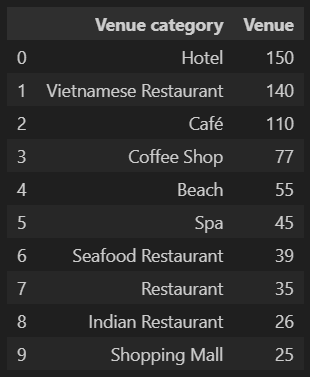 Venue category Venue
0 Hotel 150
1 Vietnamese Restaurant 140
2 Café 110
3 Coffee Shop 77
4 Beach 55
5 Spa 45
6 Seafood Restaurant 39
7 Restaurant 35
8 Indian Restaurant 26
9 Shopping Mall 25